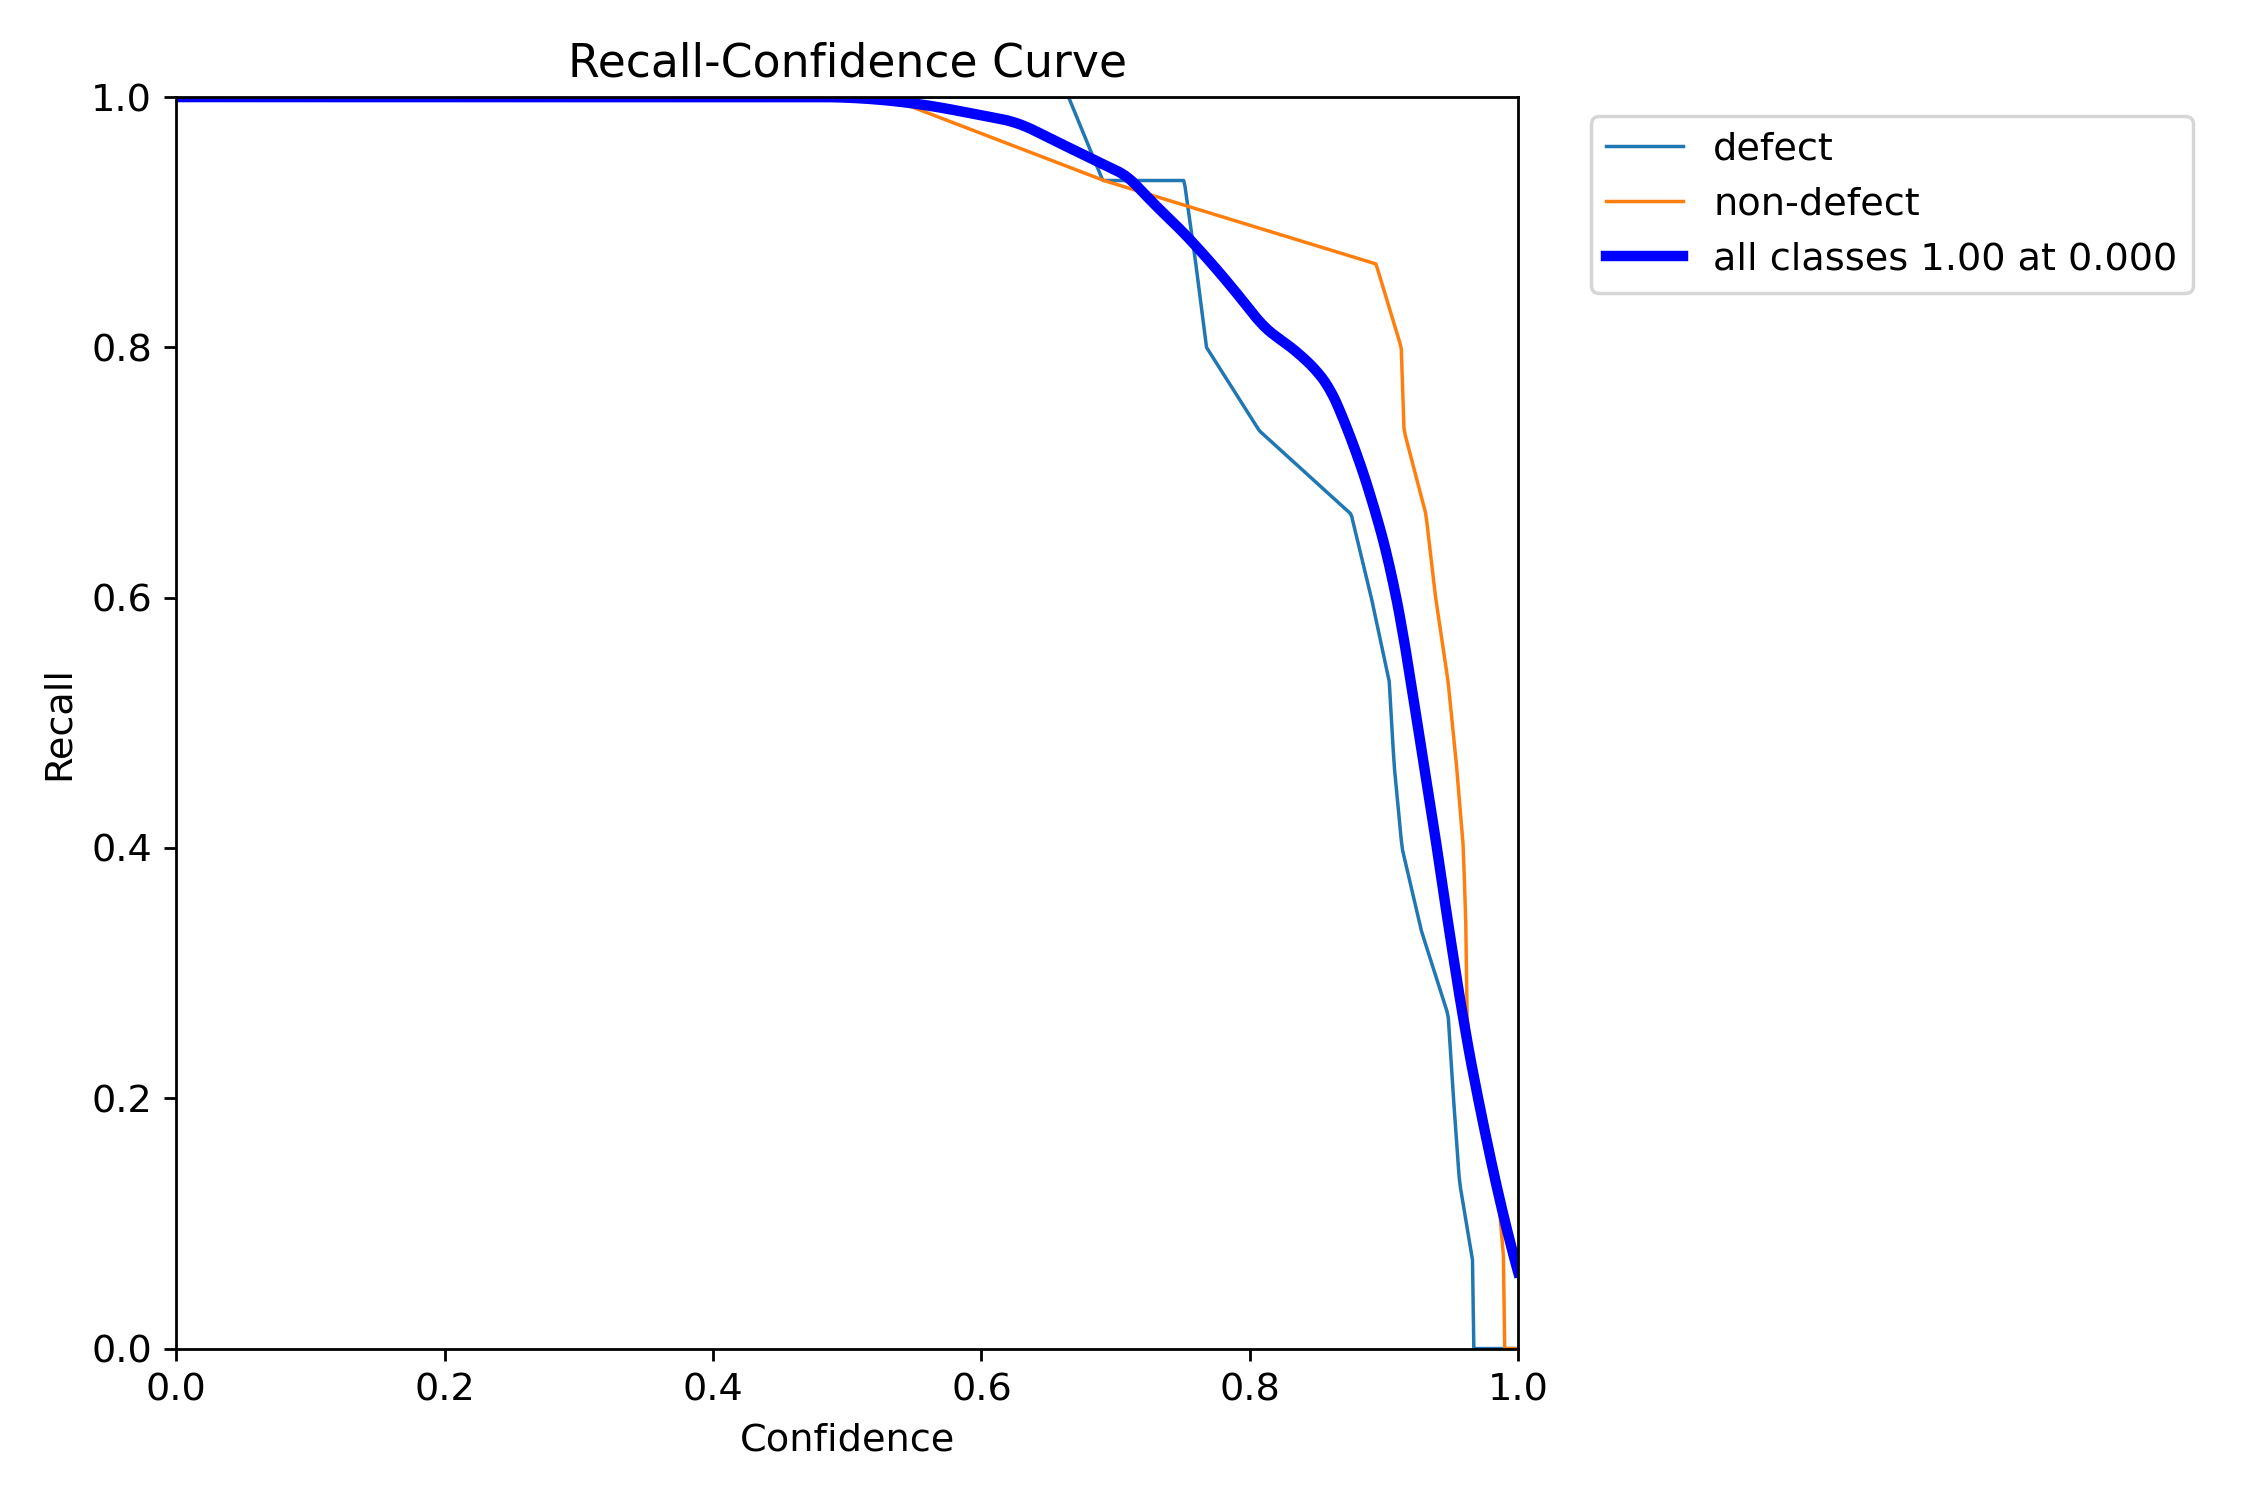 Recall-Confidence Curve
1.0
0.8
0.6
0.4
0.2
0.0
Recall
0.0 0.2 0.4 0.6 0.8 1.0
Confidence
defect
non-defect
all classes 1.00 at 0.000